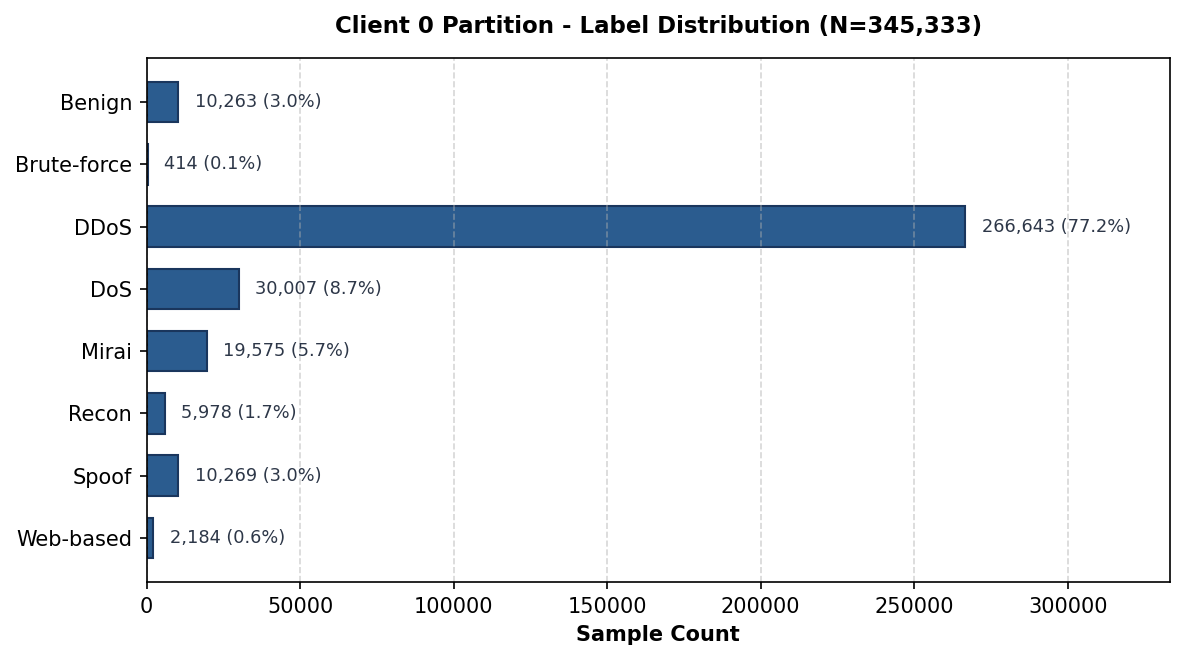 Client 0 Partition - Label Distribution (N=345,333)
Benign 10,263 (3.0%)
Brute-force 414 (0.1%)
DDoS 266,643 (77.2%)
DoS 30,007 (8.7%)
Mirai 19,575 (5.7%)
Recon 5,978 (1.7%)
Spoof 10,269 (3.0%)
Web-based 2,184 (0.6%)
0 50000 100000 150000 200000 250000 300000
Sample Count